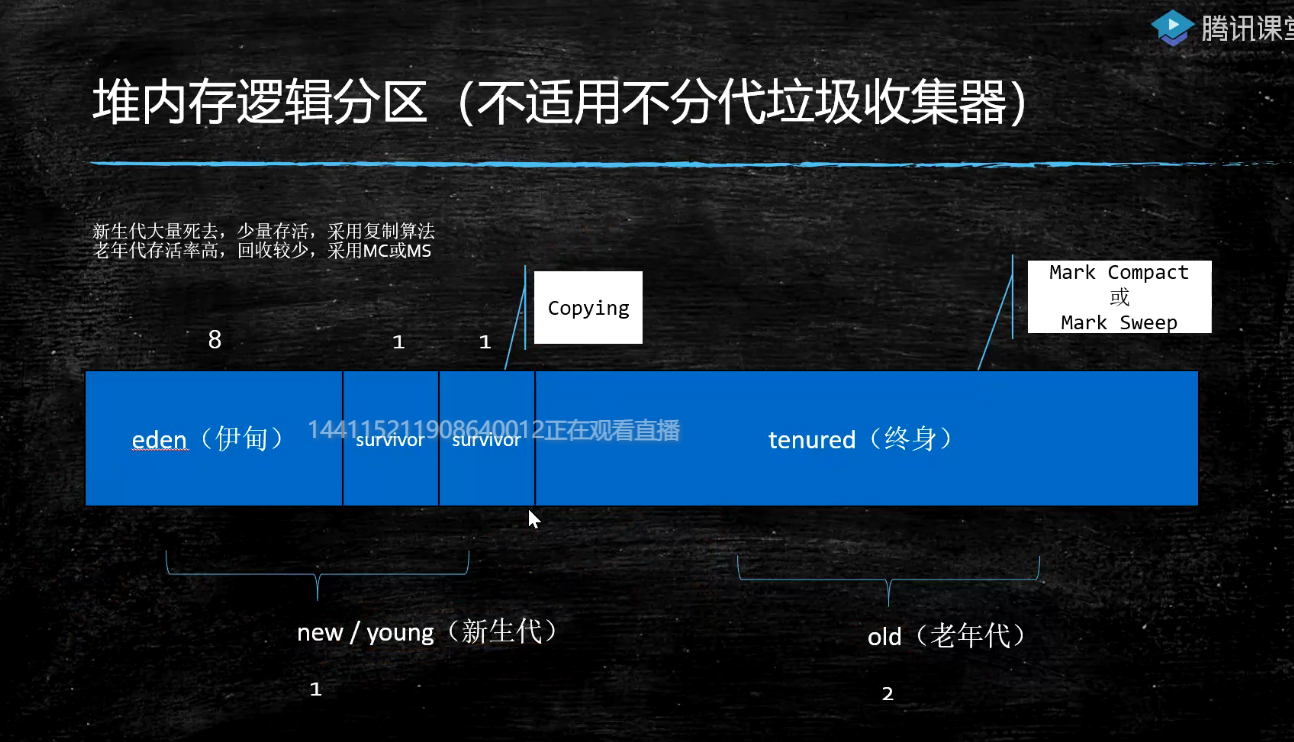 腾讯课堂
堆内存逻辑分区（不适用不分代垃圾收集器）
新生代大量死去，少量存活，采用复制算法
老年代存活率高，回收较少，采用MC或MS
Copying
Mark Compact
或
Mark Sweep
8
1
1
eden（伊甸）
survivor
survivor
144115211908640012正在观看直播
tenured（终身）
new / young（新生代）
old（老年代）
1
2